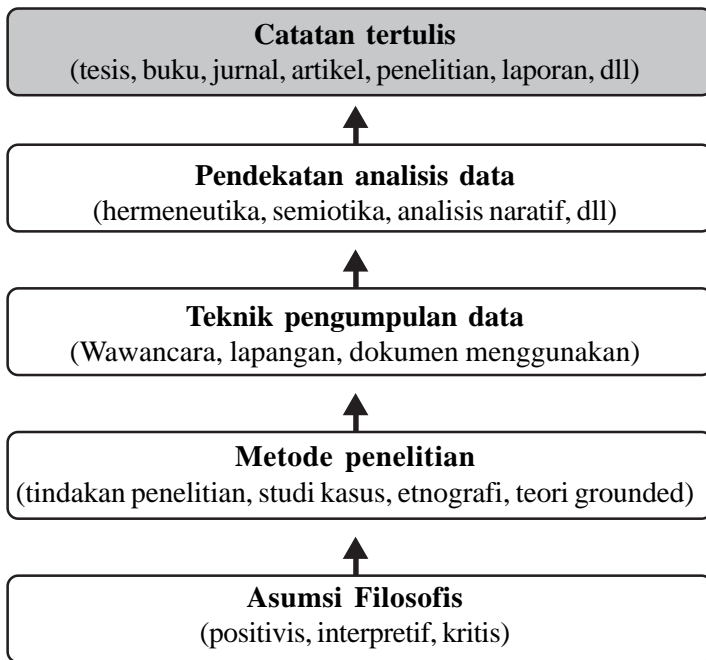 Catatan tertulis
(tesis, buku, jurnal, artikel, penelitian, laporan, dll)
Pendekatan analisis data
(hermeneutika, semiotika, analisis naratif, dll)
Teknik pengumpulan data
(Wawancara, lapangan, dokumen menggunakan)
Metode penelitian
(tindakan penelitian, studi kasus, etnografi, teori grounded)
Asumsi Filosofis
(positivis, interpretif, kritis)